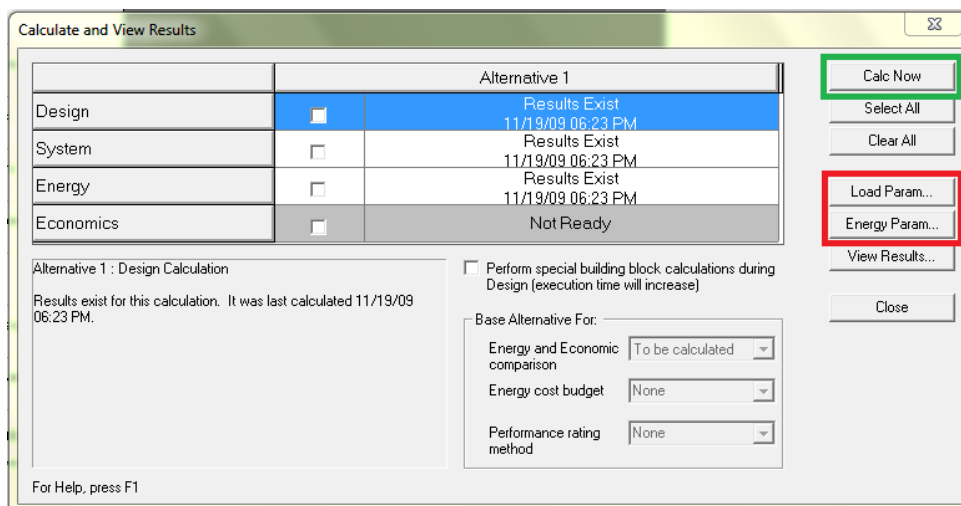 Calculate and View Results
Alternative 1
Calc Now
Design
Results Exist
11/19/09 06:23 PM
Select All
System
Results Exist
11/19/09 06:23 PM
Clear All
Energy
Results Exist
11/19/09 06:23 PM
Load Param...
Economics
Not Ready
Energy Param...
View Results...
Close
Alternative 1 : Design Calculation
Results exist for this calculation. It was last calculated 11/19/09
06:23 PM.
Perform special building block calculations during
Design (execution time will increase)
Base Alternative For:
Energy and Economic
comparison
To be calculated
Energy cost budget
None
Performance rating
method
None
For Help, press F1